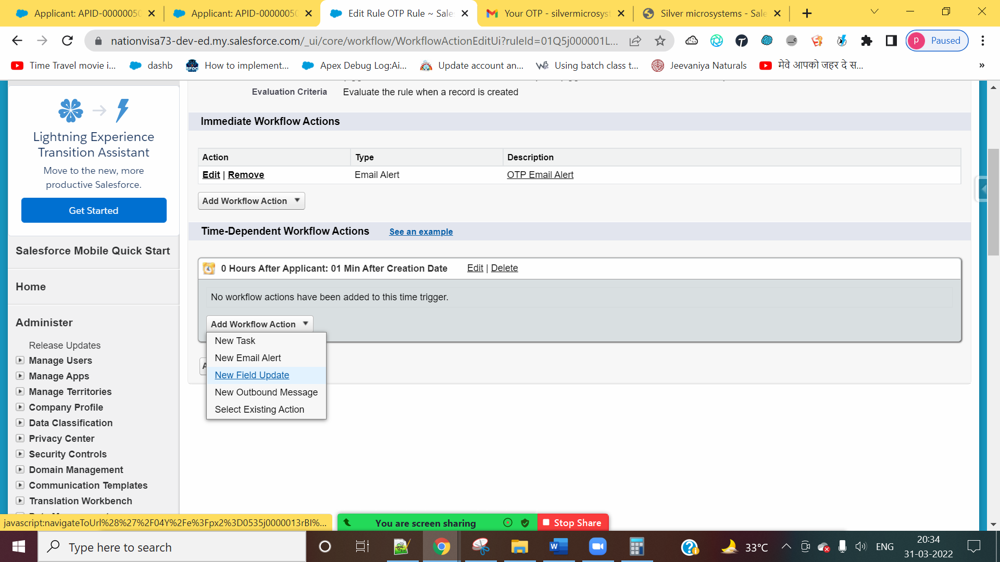 Applicant: APID-0000005
Applicant: APID-0000005
Edit Rule OTP Rule ~ Sale
Your OTP - silvermicrosyst
Silver microsystems - Sale
nationvisa73-dev-ed.my.salesforce.com/_ui/core/workflow/WorkflowActionEditUi?ruleId=01Q5j000001L...
P
Paused
Time Travel movie i...
dashb
How to implement...
Apex Debug Log:Ai...
Update account an...
Using batch class t...
Jeevaniya Naturals
मेवे आपको जहर दे स...
»
Lightning Experience
Transition Assistant
Move to the new, more
productive Salesforce.
Get Started
Salesforce Mobile Quick Start
Home
Administer
Release Updates
Manage Users
Manage Apps
Manage Territories
Company Profile
Data Classification
Privacy Center
Security Controls
Domain Management
Communication Templates
Translation Workbench
Evaluation Criteria Evaluate the rule when a record is created
Immediate Workflow Actions
Action Type Description
Edit | Remove Email Alert OTP Email Alert
Add Workflow Action
Time-Dependent Workflow Actions See an example
0 Hours After Applicant: 01 Min After Creation Date Edit | Delete
No workflow actions have been added to this time trigger.
Add Workflow Action
New Task
New Email Alert
New Field Update
New Outbound Message
Select Existing Action
javascript:navigateToUrl%28%27%2F04Y%2Fe%3Fpx2%3D0535j0000013rBI%...
You are screen sharing
Stop Share
Type here to search
33°C
ENG
20:34
31-03-2022